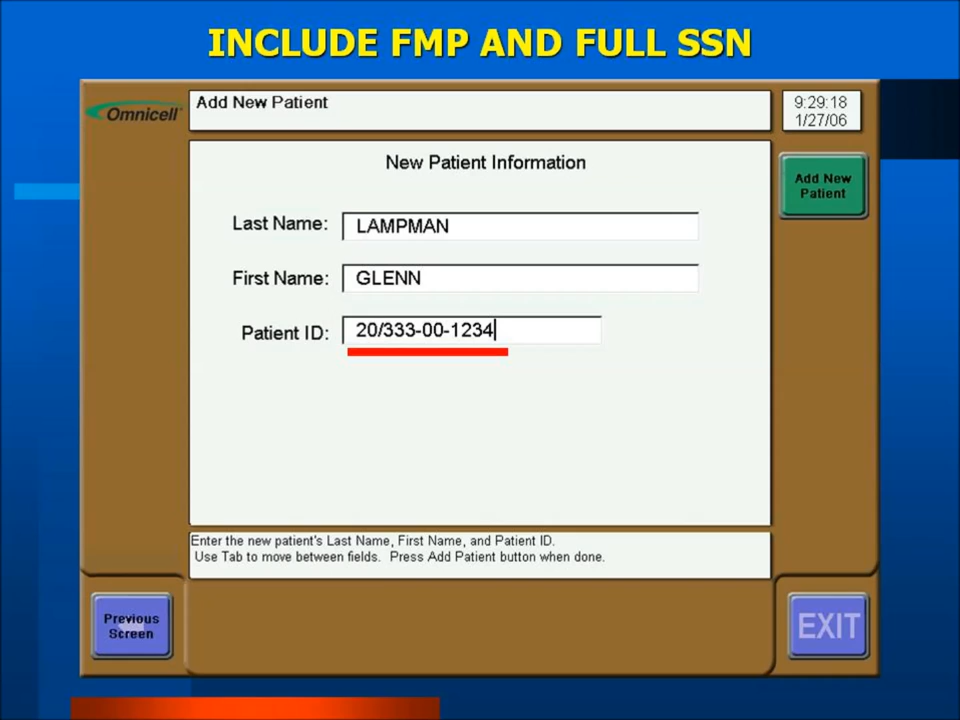 INCLUDE FMP AND FULL SSN
Omnicell
Add New Patient
9:29:18
1/27/06
New Patient Information
Add New
Patient
Last Name: LAMPMAN
First Name: GLENN
Patient ID: 20/333-00-1234
Enter the new patient's Last Name, First Name, and Patient ID.
Use Tab to move between fields. Press Add Patient button when done.
Previous
Screen
EXIT